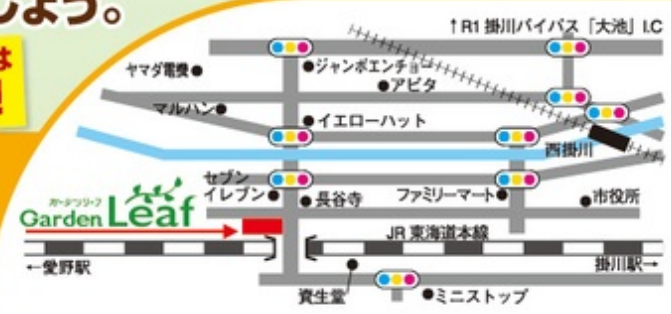 しょう。
は
↑R1 掛川バイパス「大池」I.C
ヤマダ電機
ジャンボエンチョー
アピタ
マルハン
イエローハット
西掛川
セブン
イレブン
長谷寺
ファミリーマート
市役所
ガーデンリーフ
Garden Leaf
JR 東海道本線
←愛野駅
掛川駅→
資生堂
ミニストップ